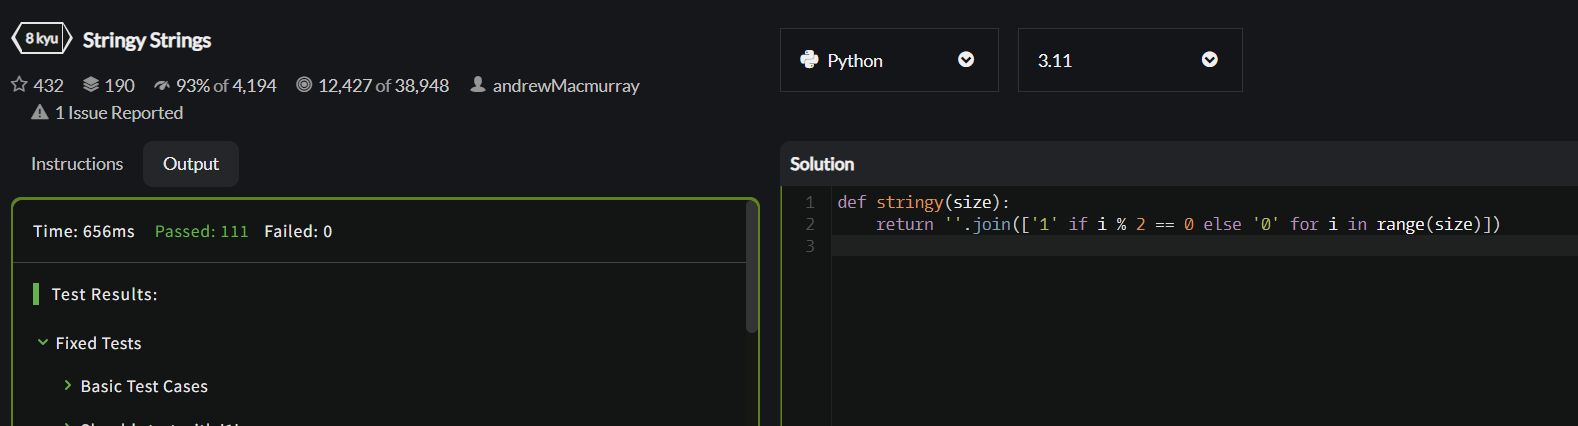 8 kyu Stringy Strings
432 190 93% of 4,194 12,427 of 38,948 andrewMacmurray
1 Issue Reported
Python 3.11
Instructions Output
Time: 656ms Passed: 111 Failed: 0
Test Results:
Fixed Tests
Basic Test Cases
Solution
1 def stringy(size):
2     return ''.join(['1' if i % 2 == 0 else '0' for i in range(size)])
3